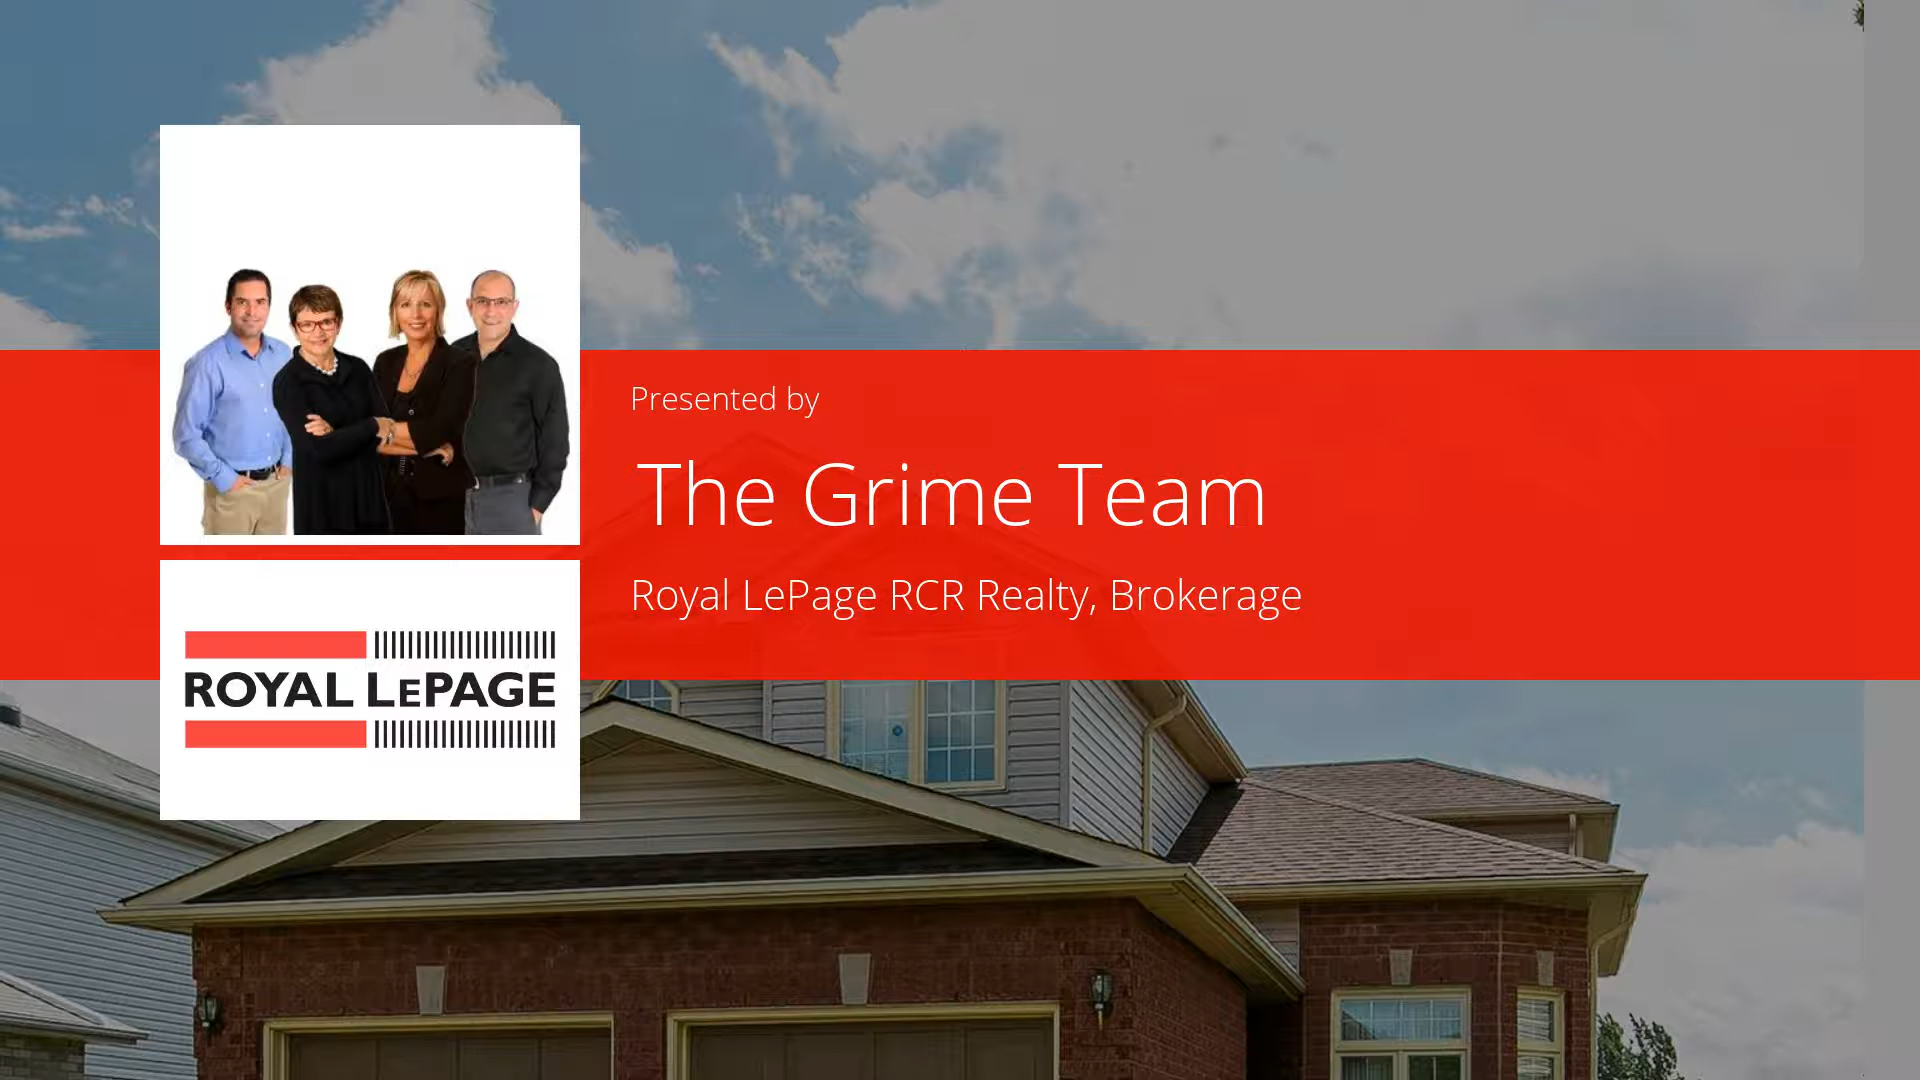 Presented by
The Grime Team
Royal LePage RCR Realty, Brokerage
ROYAL LEPAGE